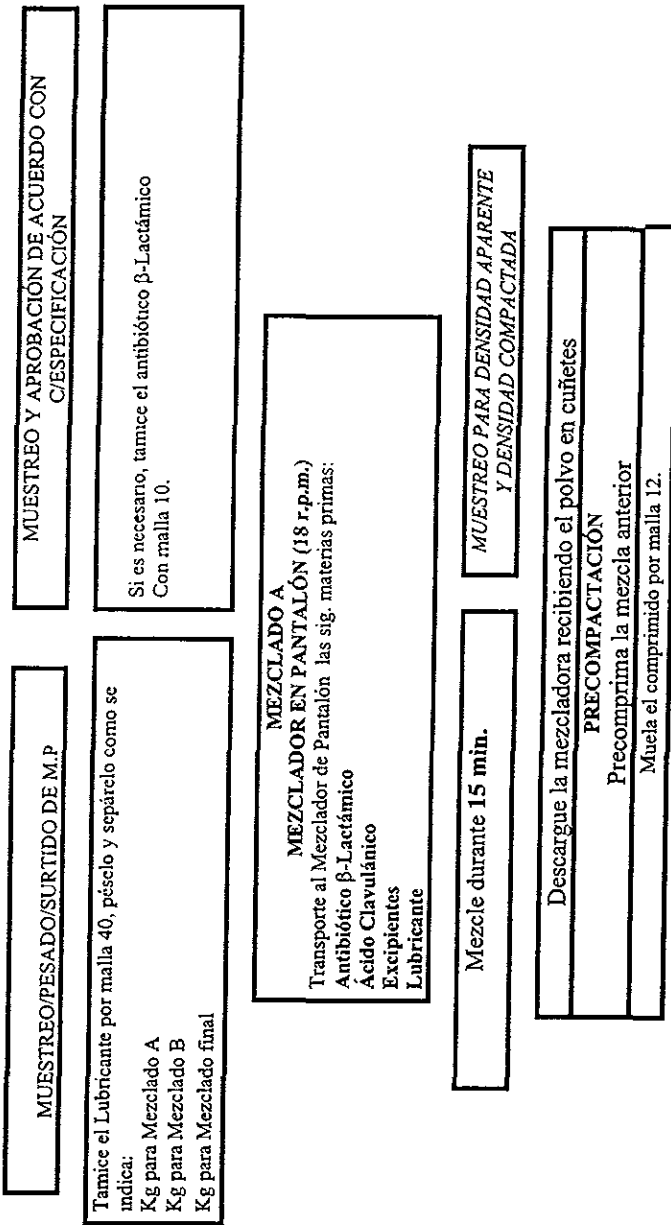 MUESTREO/PESADO/SURTIDO DE M.P
MUESTREO Y APROBACIÓN DE ACUERDO CON
C/ESPECIFICACIÓN
Tamice el Lubricante por malla 40, péselo y sepárelo como se
indica:
Kg para Mezclado A
Kg para Mezclado B
Kg para Mezclado final
Si es necesario, tamice el antibiótico β-Lactámico
Con malla 10.
MEZCLADO A
MEZCLADOR EN PANTALÓN (18 r.p.m.)
Transporte al Mezclador de Pantalón las sig. materias primas:
Antibiótico β-Lactámico
Ácido Clavulánico
Excipientes
Lubricante
Mezcle durante 15 min.
MUESTREO PARA DENSIDAD APARENTE
Y DENSIDAD COMPACTADA
Descargue la mezcladora recibiendo el polvo en cuñetes
PRECOMPACTACIÓN
Precomprima la mezcla anterior
Muela el comprimido por malla 12.